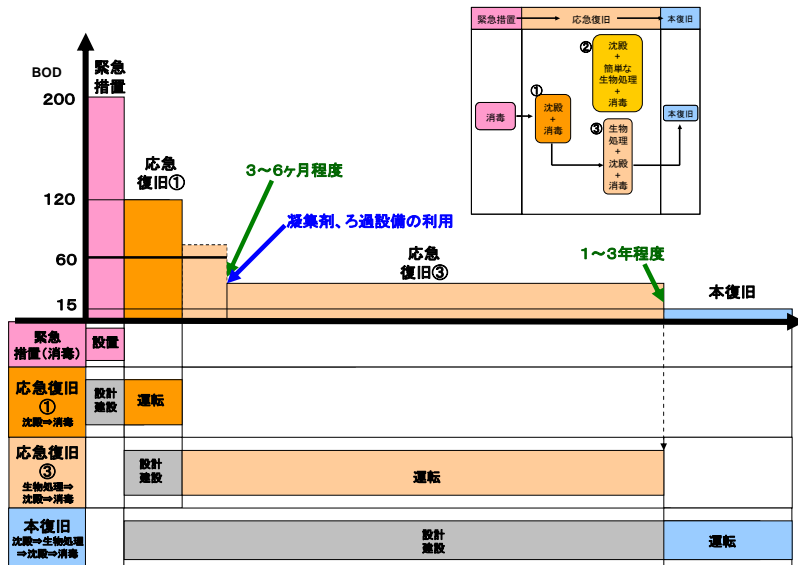 緊急措置
応急復旧
本復旧
消毒
①
沈殿
+
消毒
②
沈殿
+
簡単な
生物処理
+
消毒
③
生物
処理
+
沈殿
+
消毒
本復旧
BOD
200
120
60
15
緊急
措置
応急
復旧①
3~6ヶ月程度
凝集剤、ろ過設備の利用
応急
復旧③
1~3年程度
本復旧
緊急
措置(消毒)
設置
応急復旧
①
沈殿⇒消毒
設計
建設
運転
応急復旧
③
生物処理⇒
沈殿⇒消毒
設計
建設
運転
本復旧
沈殿⇒生物処理
⇒沈殿⇒消毒
設計
建設
運転